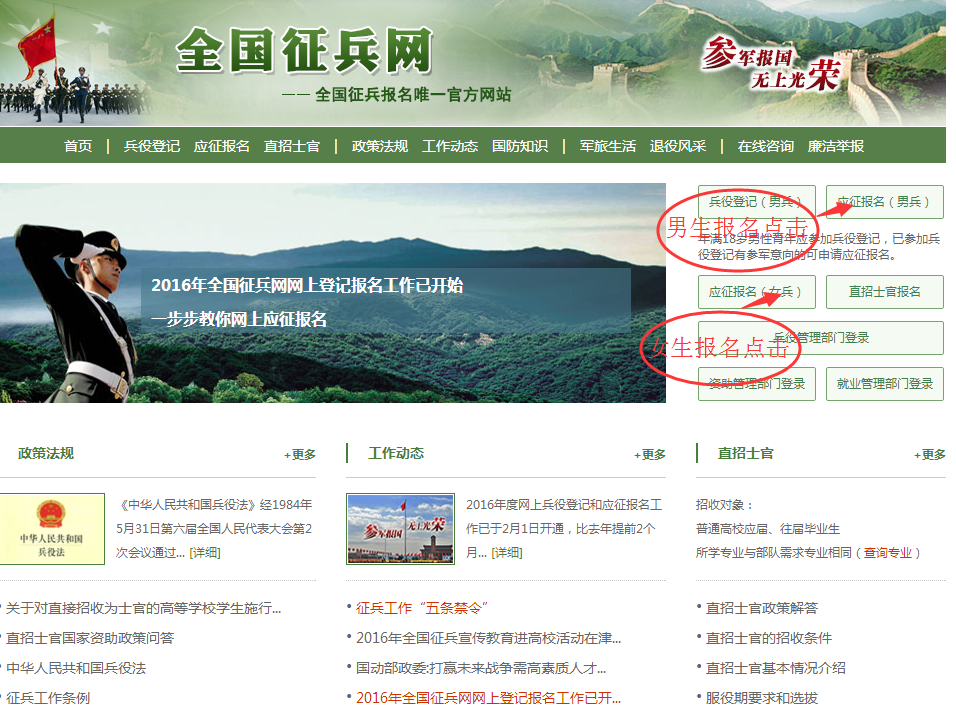 全国征兵网
—— 全国征兵报名唯一官方网站
参军报国
无上光荣
首页 | 兵役登记 应征报名 直招士官 | 政策法规 工作动态 国防知识 | 军旅生活 退役风采 | 在线咨询 廉洁举报
2016年全国征兵网网上登记报名工作已开始
一步步教你网上应征报名
兵役登记（男兵） 应征报名（男兵）
男生报名点击
年满18岁男性青年应参加兵役登记，已参加兵
役登记有参军意向的可申请应征报名。
应征报名（女兵） 直招士官报名
兵役管理部门登录
女生报名点击
资助管理部门登录 就业管理部门登录
政策法规 +更多
中华人民共和国
兵役法
《中华人民共和国兵役法》经1984年
5月31日第六届全国人民代表大会第2
次会议通过... [详细]
关于对直接招收为士官的高等学校学生施行...
直招士官国家资助政策问答
中华人民共和国兵役法
征兵工作条例
工作动态 +更多
参军报国 无上光荣
2016年度网上兵役登记和应征报名工
作已于2月1日开通，比去年提前2个
月... [详细]
征兵工作“五条禁令”
2016年全国征兵宣传教育进高校活动在津...
国动部政委:打赢未来战争需高素质人才...
2016年全国征兵网网上登记报名工作已开...
直招士官 +更多
招收对象：
普通高校应届、往届毕业生
所学专业与部队需求专业相同（查询专业）
直招士官政策解答
直招士官的招收条件
直招士官基本情况介绍
服役期要求和选拔